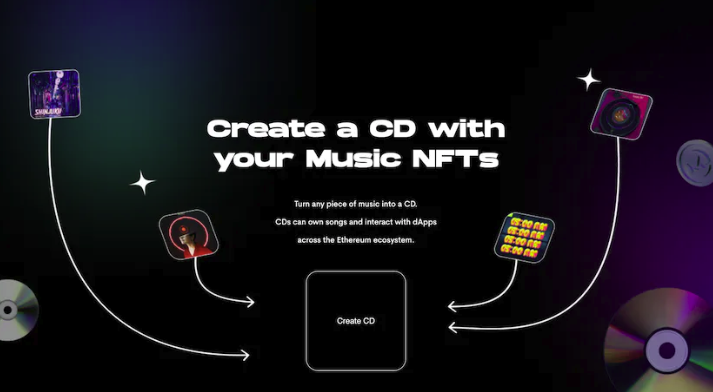 Create a CD with
your Music NFTs
Turn any piece of music into a CD.
CDs can own songs and interact with dApps
across the Ethereum ecosystem.
Create CD